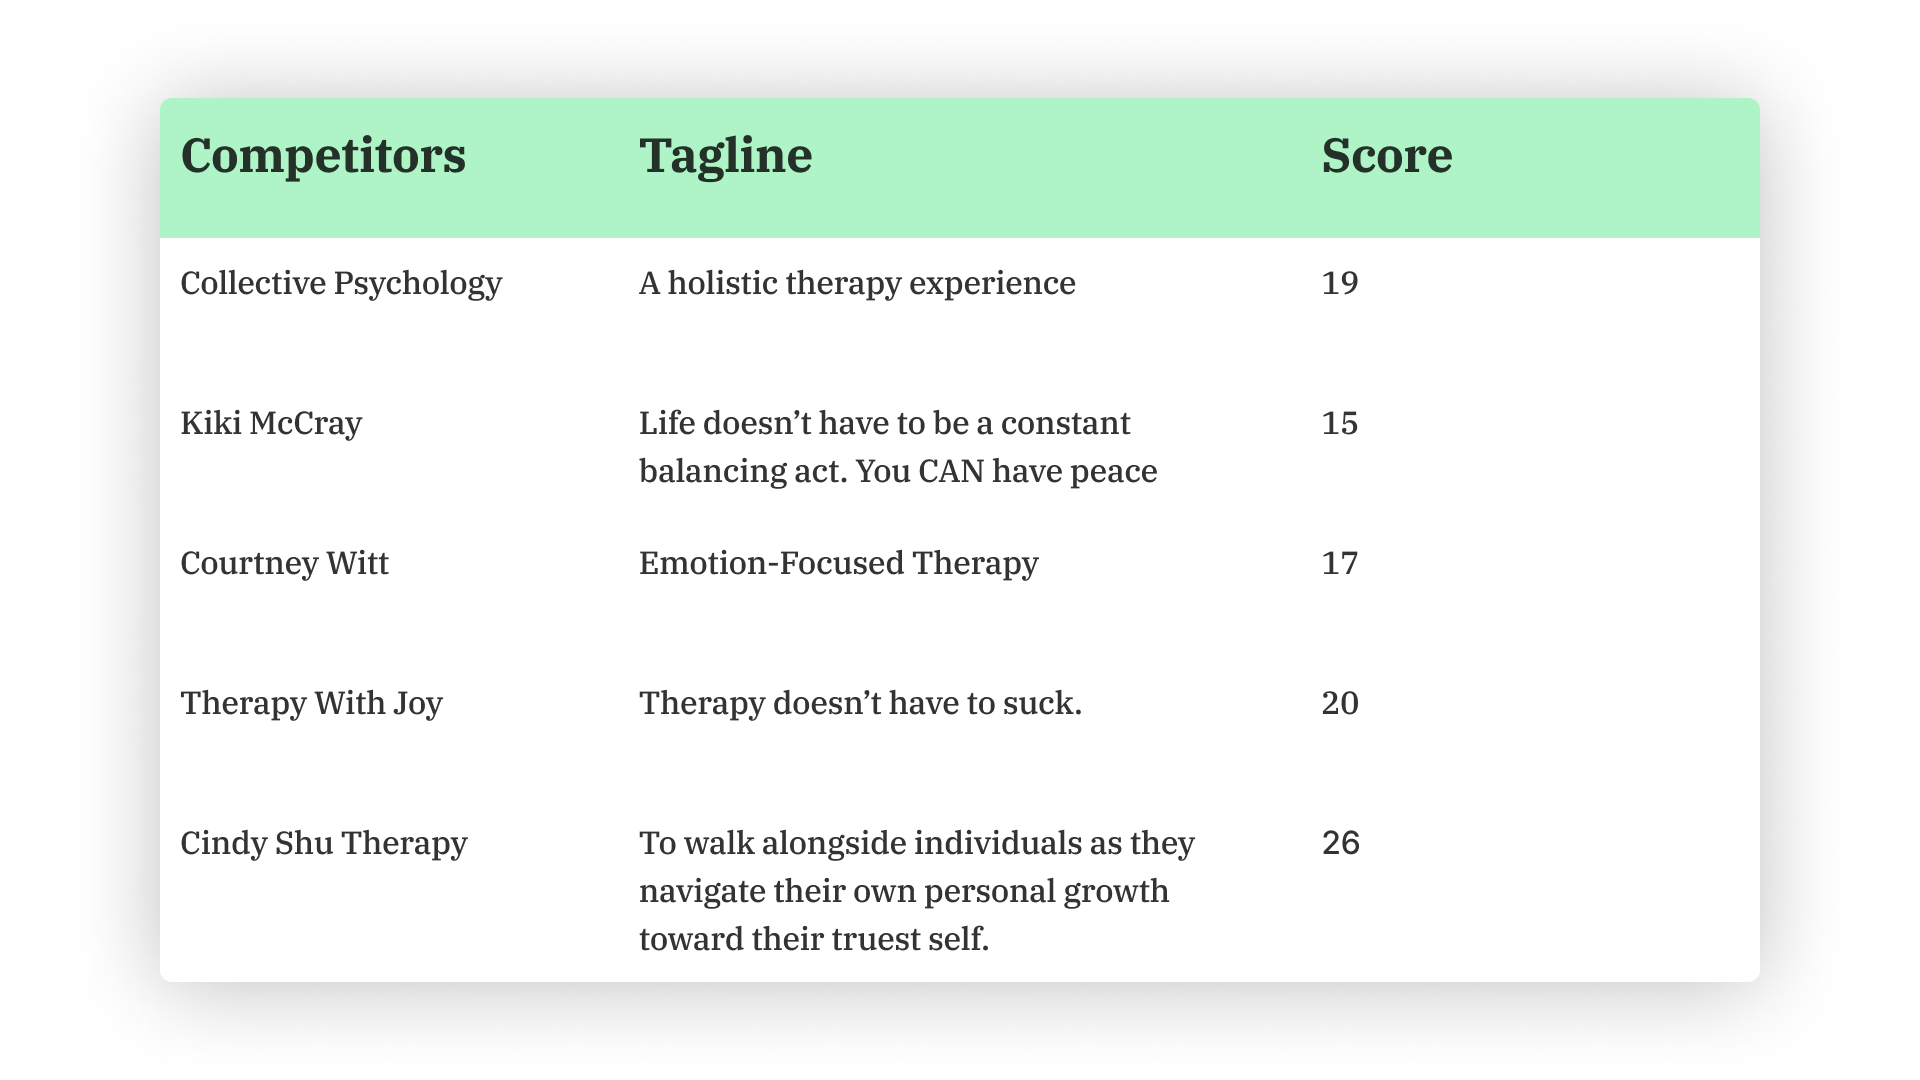 Competitors Tagline Score
Collective Psychology A holistic therapy experience 19
Kiki McCray Life doesn’t have to be a constant 15
balancing act. You CAN have peace
Courtney Witt Emotion-Focused Therapy 17
Therapy With Joy Therapy doesn’t have to suck. 20
Cindy Shu Therapy To walk alongside individuals as they 26
navigate their own personal growth
toward their truest self.